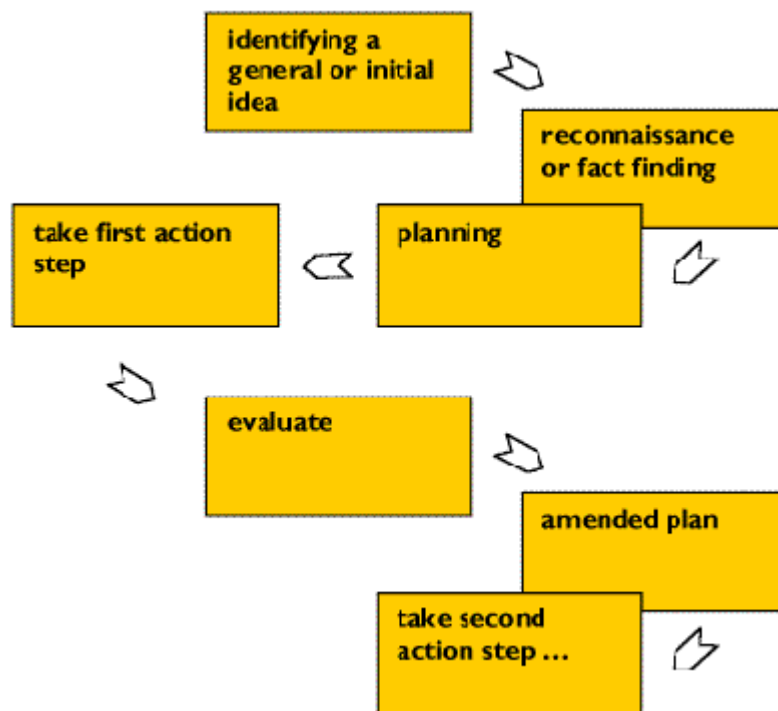 identifying a
general or initial
idea
reconnaissance
or fact finding
planning
take first action
step
evaluate
amended plan
take second
action step ...